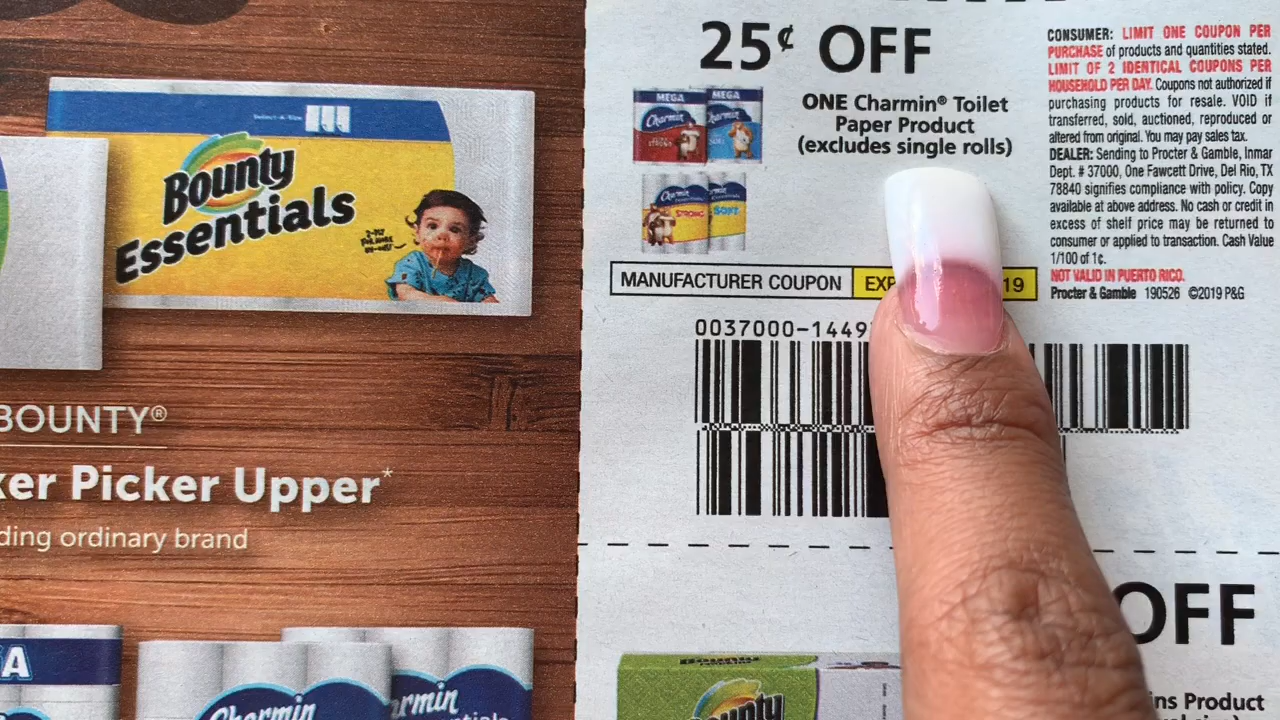 Select-A-Size
Bounty
Essentials
BOUNTY®
Picker Upper*
ordinary brand
Charmin
25¢ OFF
ONE Charmin® Toilet
Paper Product
(excludes single rolls)
MEGA MEGA
Charmin Charmin
STRONG
Charmin Charmin
STRONG SOFT
MANUFACTURER COUPON EXP 19
0037000-1449
CONSUMER: LIMIT ONE COUPON PER
PURCHASE of products and quantities stated.
LIMIT OF 2 IDENTICAL COUPONS PER
HOUSEHOLD PER DAY. Coupons not authorized if
purchasing products for resale. VOID if
transferred, sold, auctioned, reproduced or
altered from original. You may pay sales tax.
DEALER: Sending to Procter & Gamble, Inmar
Dept. # 37000, One Fawcett Drive, Del Rio, TX
78840 signifies compliance with policy. Copy
available at above address. No cash or credit in
excess of shelf price may be returned to
consumer or applied to transaction. Cash Value
1/100 of 1¢.
NOT VALID IN PUERTO RICO.
Procter & Gamble 190526 ©2019 P&G
OFF
Bounty
Bounty
Product